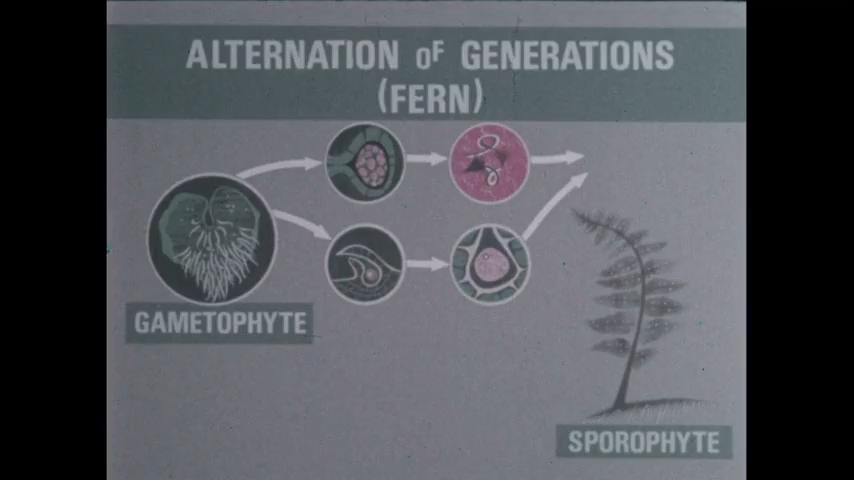 ALTERNATION OF GENERATIONS
(FERN)
GAMETOPHYTE
SPOROPHYTE